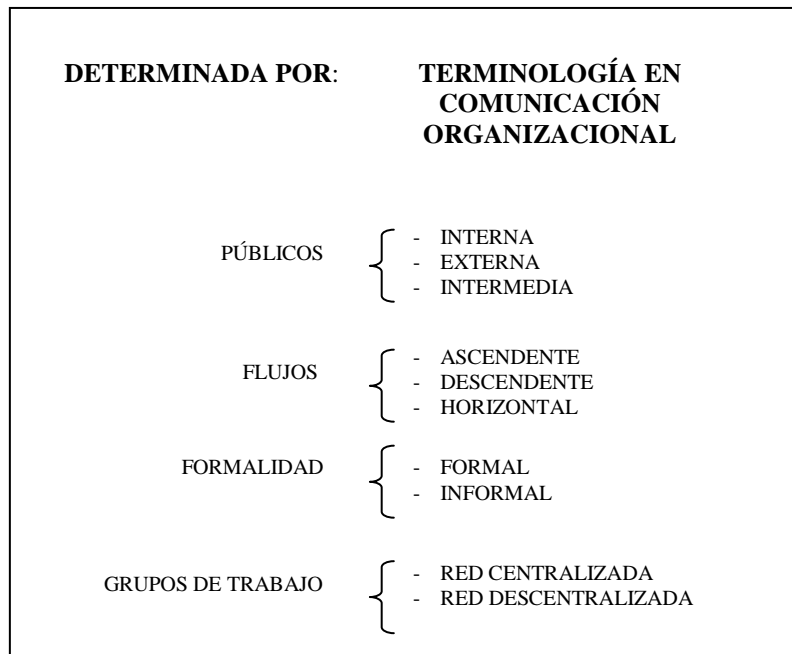 DETERMINADA POR: TERMINOLOGÍA EN
COMUNICACIÓN
ORGANIZACIONAL
PÚBLICOS
- INTERNA
- EXTERNA
- INTERMEDIA
FLUJOS
- ASCENDENTE
- DESCENDENTE
- HORIZONTAL
FORMALIDAD
- FORMAL
- INFORMAL
GRUPOS DE TRABAJO
- RED CENTRALIZADA
- RED DESCENTRALIZADA